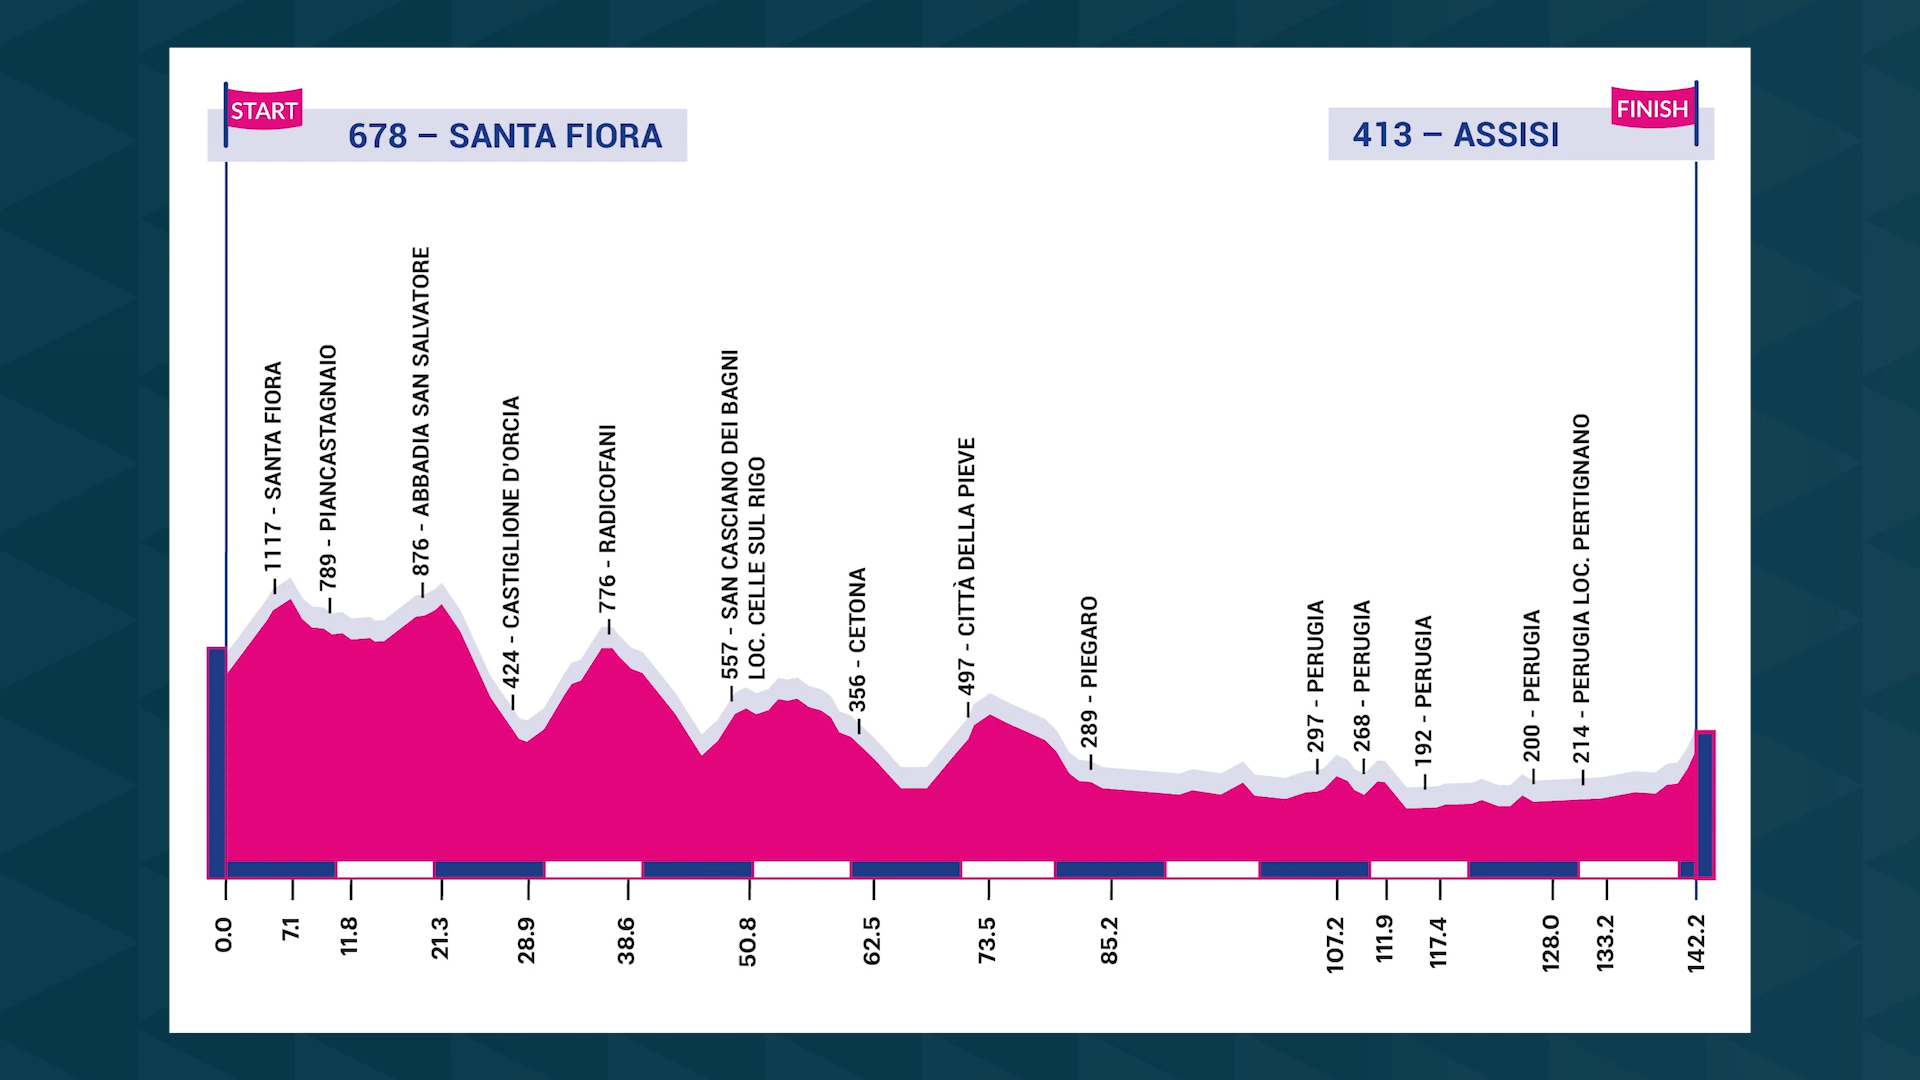 START
678 – SANTA FIORA
413 – ASSISI
FINISH
1117 - SANTA FIORA
789 - PIANCASTAGNAIO
876 - ABBADIA SAN SALVATORE
424 - CASTIGLIONE D'ORCIA
776 - RADICOFANI
557 - SAN CASCIANO DEI BAGNI
LOC. CELLE SUL RIGO
356 - CETONA
497 - CITTÀ DELLA PIEVE
289 - PIEGARO
297 - PERUGIA
268 - PERUGIA
192 - PERUGIA
200 - PERUGIA
214 - PERUGIA LOC. PERTIGNANO
0.0
7.1
11.8
21.3
28.9
38.6
50.8
62.5
73.5
85.2
107.2
111.9
117.4
128.0
133.2
142.2